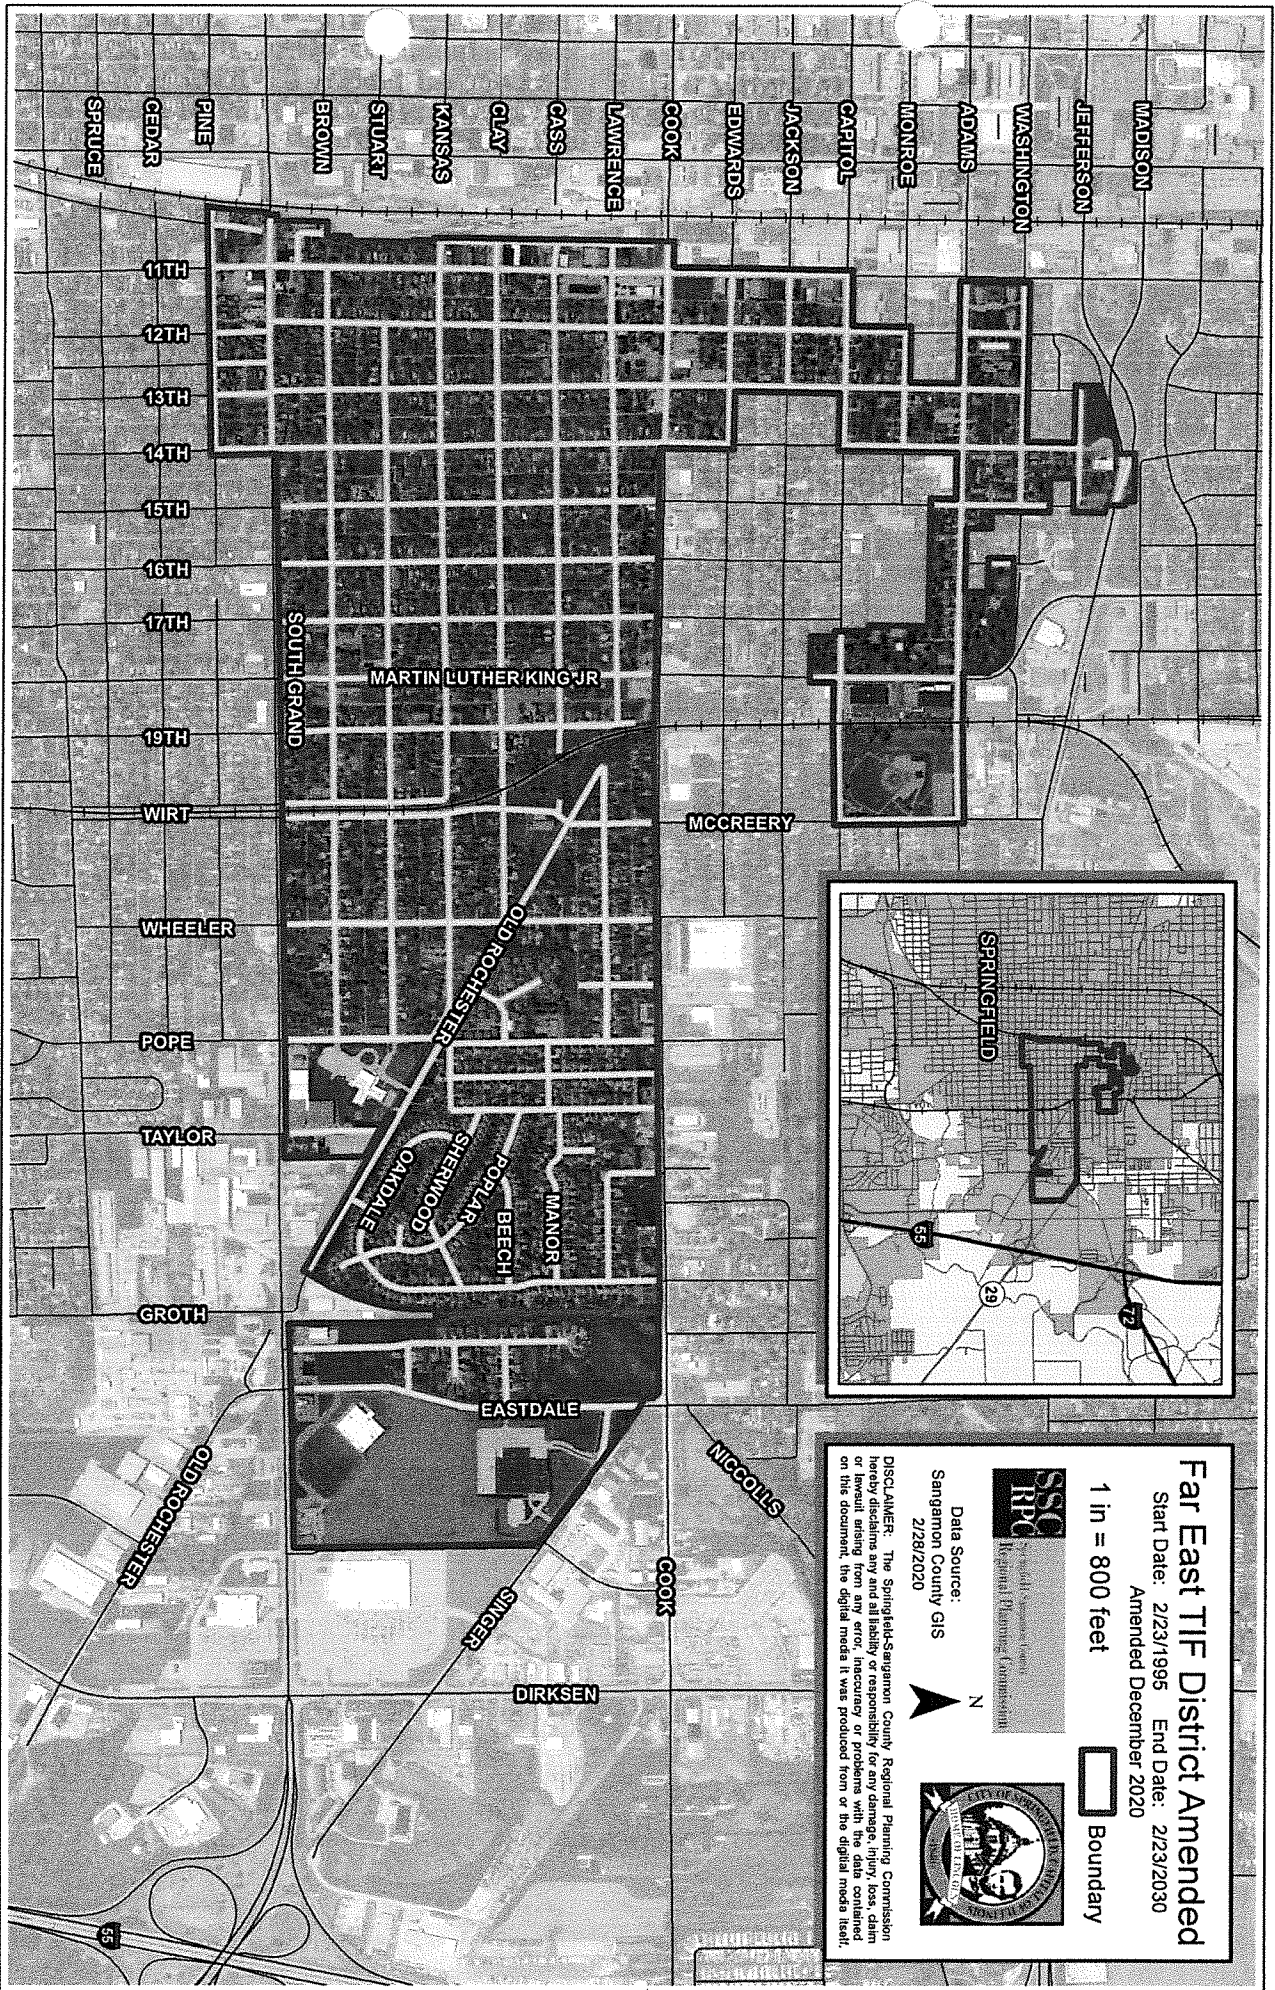 Far East TIF District Amended
Start Date: 2/23/1995 End Date: 2/23/2030
Amended December 2020
1 in = 800 feet
Boundary
SSC
RPC
Regional Planning Commission
Data Source:
Sangamon County GIS
2/28/2020
N
DISCLAIMER: The Springfield-Sangamon County Regional Planning Commission
hereby disclaims any and all liability or responsibility for any damage, injury, loss, claim
or lawsuit arising from any error, inaccuracy or problems with the data contained
on this document, the digital media it was produced from or the digitial media itself.
SPRINGFIELD
55
29
72
MADISON
JEFFERSON
WASHINGTON
ADAMS
MONROE
CAPITOL
JACKSON
EDWARDS
COOK
LAWRENCE
CASS
CLAY
KANSAS
STUART
BROWN
PINE
CEDAR
SPRUCE
11TH
12TH
13TH
14TH
15TH
16TH
17TH
19TH
WIRT
WHEELER
POPE
TAYLOR
GROTH
SOUTH GRAND
MARTIN LUTHER KING JR
MCCREERY
OLD ROCHESTER
MANOR
BEECH
POPLAR
SHERWOOD
OAKDALE
EASTDALE
NICCOLLS
COOK
SINGER
OLD ROCHESTER
DIRKSEN
55